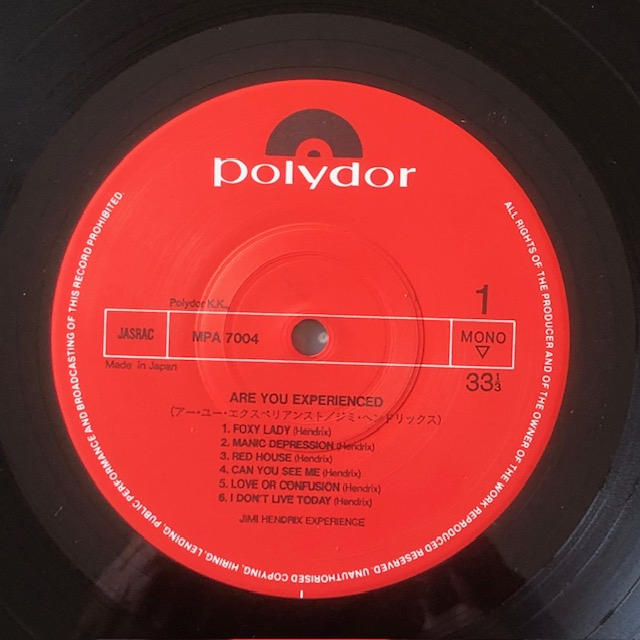 polydor
Polydor K.K.
1
JASRAC
MPA 7004
MONO
Made in Japan
33⅓
ARE YOU EXPERIENCED
(アー・ユー・エクスペリアンスト/ジミ・ヘンドリックス)
1. FOXY LADY (Hendrix)
2. MANIC DEPRESSION (Hendrix)
3. RED HOUSE (Hendrix)
4. CAN YOU SEE ME (Hendrix)
5. LOVE OR CONFUSION (Hendrix)
6. I DON'T LIVE TODAY (Hendrix)
JIMI HENDRIX EXPERIENCE
ALL RIGHTS OF THE PRODUCER AND OF THE OWNER OF THE WORK REPRODUCED RESERVED. UNAUTHORISED COPYING, HIRING, LENDING, PUBLIC PERFORMANCE AND BROADCASTING OF THIS RECORD PROHIBITED.